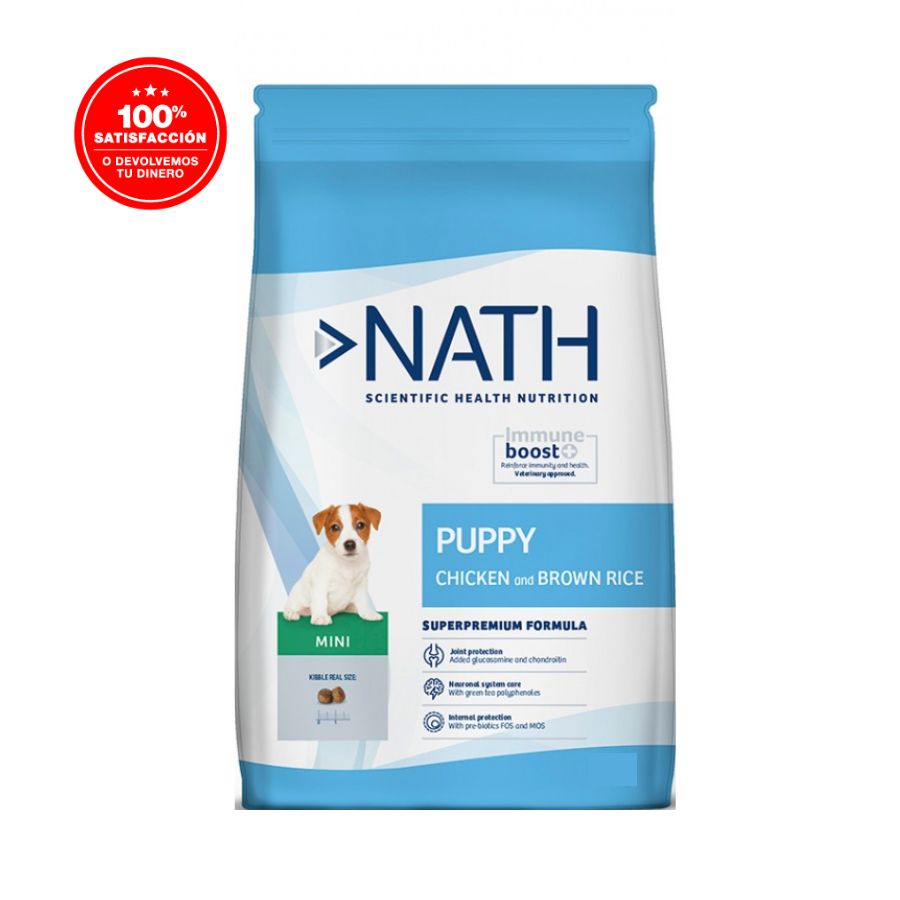 100%
SATISFACCIÓN
O DEVOLVEMOS
TU DINERO
NATH
SCIENTIFIC HEALTH NUTRITION
Immune
boost+
Reinforce immunity and health.
Veterinary approved.
PUPPY
CHICKEN and BROWN RICE
SUPERPREMIUM FORMULA
Joint protection
Added glucosamine and chondroitin
Neuronal system care
With green tea polyphenoles
Internal protection
With pre-biotics FOS and MOS
MINI
KIBBLE REAL SIZE: